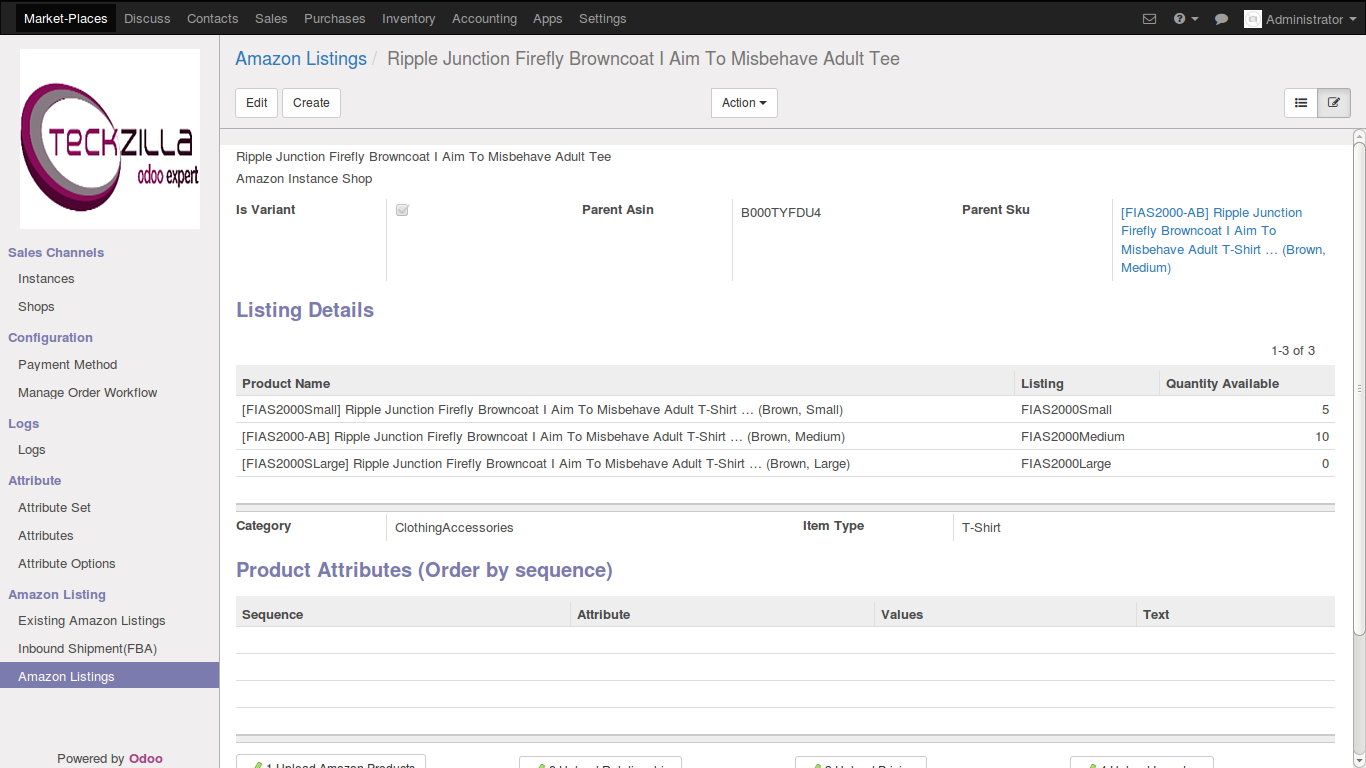 Market-Places Discuss Contacts Sales Purchases Inventory Accounting Apps Settings Administrator
TECKZILLA
odoo expert
Sales Channels
Instances
Shops
Configuration
Payment Method
Manage Order Workflow
Logs
Logs
Attribute
Attribute Set
Attributes
Attribute Options
Amazon Listing
Existing Amazon Listings
Inbound Shipment(FBA)
Amazon Listings
Powered by Odoo
Amazon Listings / Ripple Junction Firefly Browncoat I Aim To Misbehave Adult Tee
Edit Create Action
Ripple Junction Firefly Browncoat I Aim To Misbehave Adult Tee
Amazon Instance Shop
Is Variant Parent Asin B000TYFDU4 Parent Sku [FIAS2000-AB] Ripple Junction
Firefly Browncoat I Aim To
Misbehave Adult T-Shirt ... (Brown,
Medium)
Listing Details
1-3 of 3
Product Name Listing Quantity Available
[FIAS2000Small] Ripple Junction Firefly Browncoat I Aim To Misbehave Adult T-Shirt ... (Brown, Small) FIAS2000Small 5
[FIAS2000-AB] Ripple Junction Firefly Browncoat I Aim To Misbehave Adult T-Shirt ... (Brown, Medium) FIAS2000Medium 10
[FIAS2000SLarge] Ripple Junction Firefly Browncoat I Aim To Misbehave Adult T-Shirt ... (Brown, Large) FIAS2000Large 0
Category ClothingAccessories Item Type T-Shirt
Product Attributes (Order by sequence)
Sequence Attribute Values Text
1 Upload Amazon Products